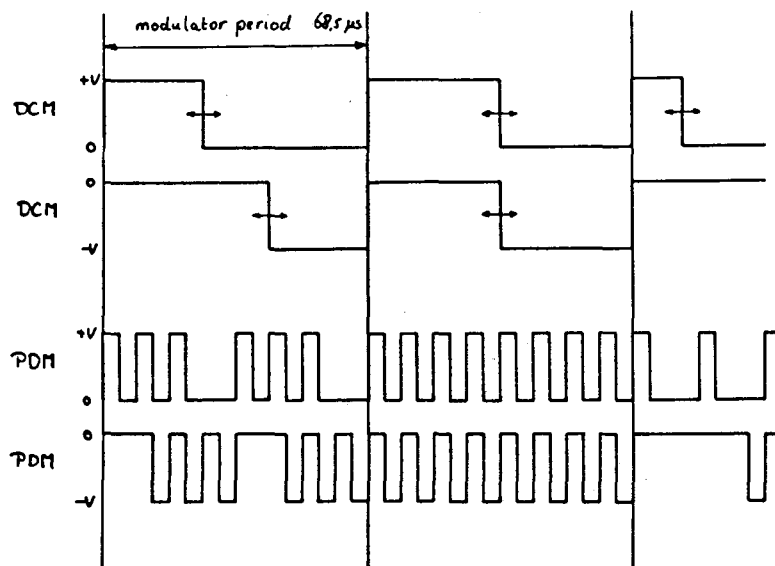 modulator period 68,5 µs
+V
DCM
0
0
DCM
-V
+V
PDM
0
0
PDM
-V